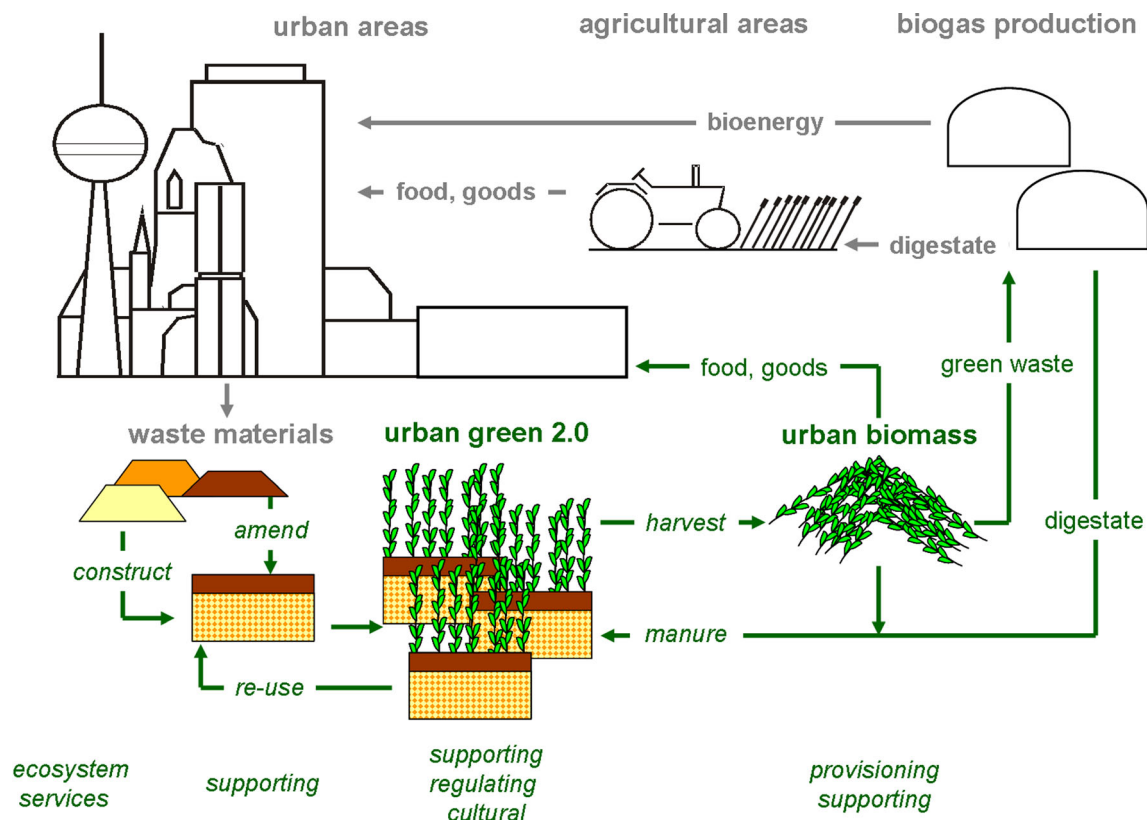 urban areas
agricultural areas
biogas production
bioenergy
food, goods
digestate
food, goods
green waste
waste materials
urban green 2.0
urban biomass
amend
harvest
digestate
construct
manure
re-use
ecosystem
services
supporting
supporting
regulating
cultural
provisioning
supporting